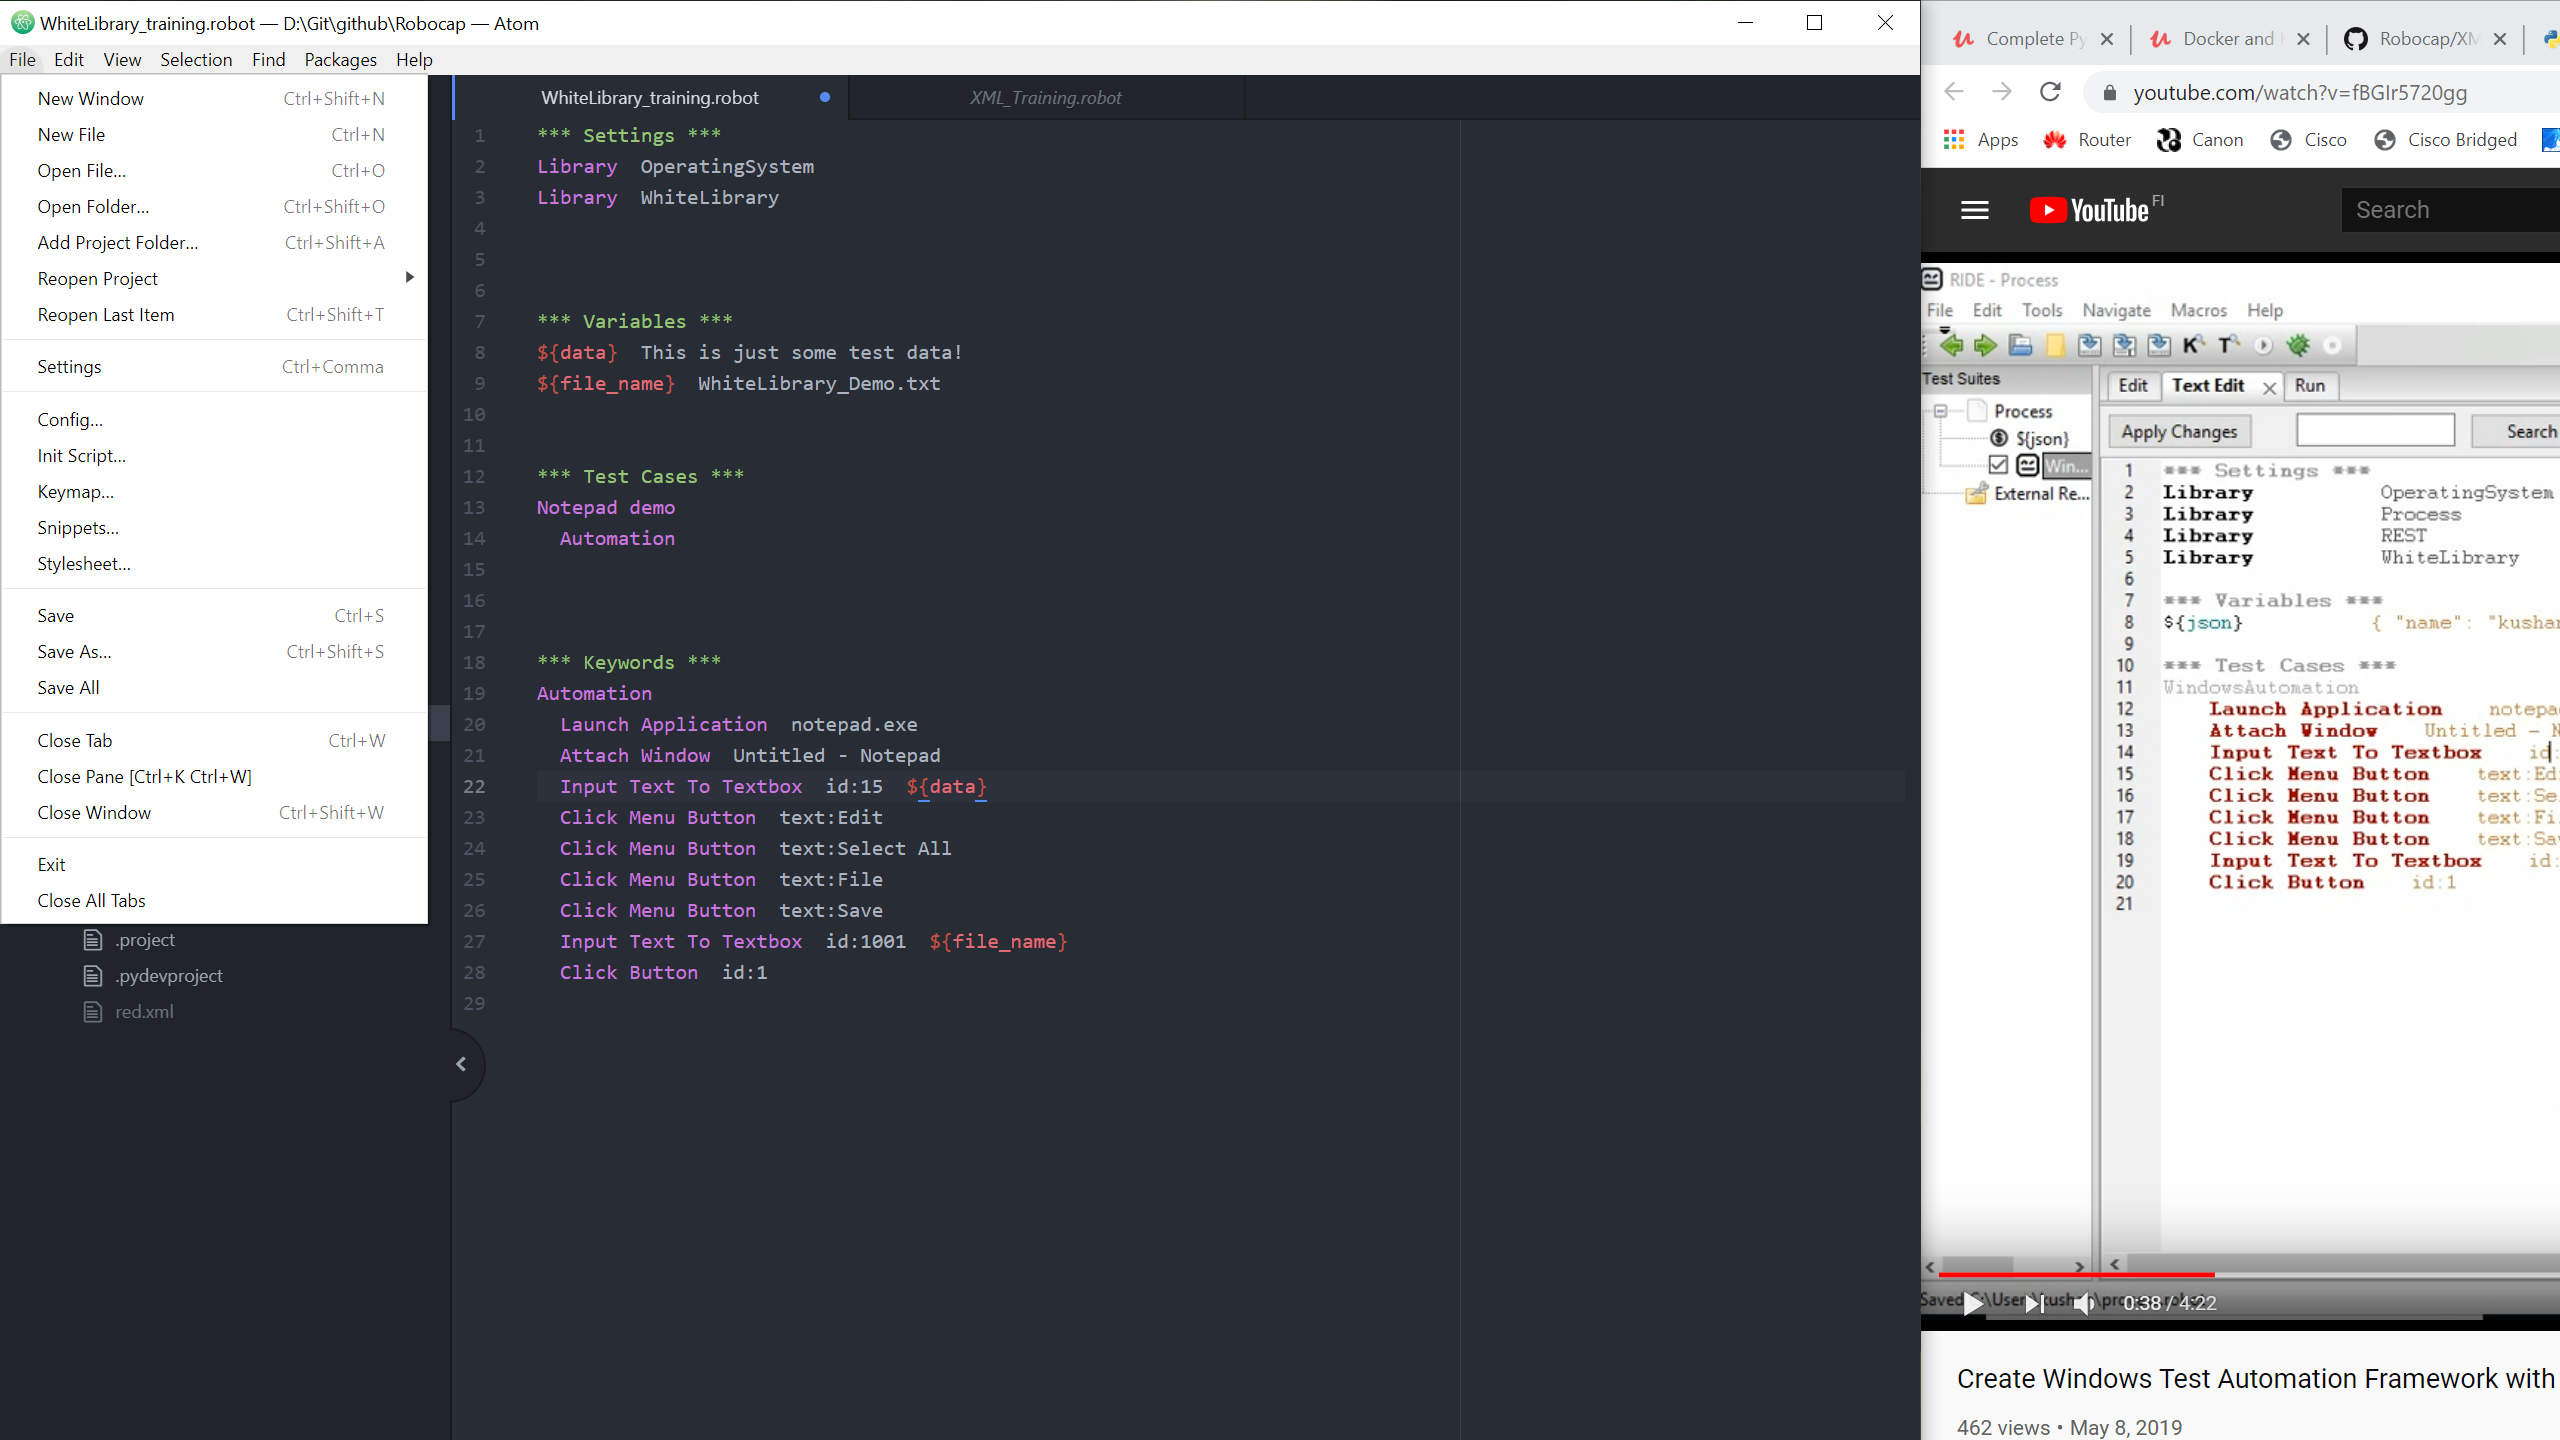 WhiteLibrary_training.robot — D:\Git\github\Robocap — Atom
File Edit View Selection Find Packages Help
New Window Ctrl+Shift+N
New File Ctrl+N
Open File... Ctrl+O
Open Folder... Ctrl+Shift+O
Add Project Folder... Ctrl+Shift+A
Reopen Project
Reopen Last Item Ctrl+Shift+T
Settings Ctrl+Comma
Config...
Init Script...
Keymap...
Snippets...
Stylesheet...
Save Ctrl+S
Save As... Ctrl+Shift+S
Save All
Close Tab Ctrl+W
Close Pane [Ctrl+K Ctrl+W]
Close Window Ctrl+Shift+W
Exit
Close All Tabs
.project
.pydevproject
red.xml
WhiteLibrary_training.robot XML_Training.robot
1 *** Settings ***
2 Library OperatingSystem
3 Library WhiteLibrary
4
5
6
7 *** Variables ***
8 ${data} This is just some test data!
9 ${file_name} WhiteLibrary_Demo.txt
10
11
12 *** Test Cases ***
13 Notepad demo
14 Automation
15
16
17
18 *** Keywords ***
19 Automation
20 Launch Application notepad.exe
21 Attach Window Untitled - Notepad
22 Input Text To Textbox id:15 ${data}
23 Click Menu Button text:Edit
24 Click Menu Button text:Select All
25 Click Menu Button text:File
26 Click Menu Button text:Save
27 Input Text To Textbox id:1001 ${file_name}
28 Click Button id:1
29
Complete Py Docker and Robocap/XM
youtube.com/watch?v=fBGIr5720gg
Apps Router Canon Cisco Cisco Bridged
YouTube FI Search
RIDE - Process
File Edit Tools Navigate Macros Help
Test Suites
Process
${json}
Win...
External Re...
Edit Text Edit Run
Apply Changes Search
1 *** Settings ***
2 Library OperatingSystem
3 Library Process
4 Library REST
5 Library WhiteLibrary
6
7 *** Variables ***
8 ${json} { "name": "kushan
9
10 *** Test Cases ***
11 WindowsAutomation
12 Launch Application notepa
13 Attach Window Untitled - N
14 Input Text To Textbox id:
15 Click Menu Button text:Ed
16 Click Menu Button text:Se
17 Click Menu Button text:Fi
18 Click Menu Button text:Sa
19 Input Text To Textbox id:
20 Click Button id:1
21
0:38 / 4:22
Create Windows Test Automation Framework with
462 views • May 8, 2019